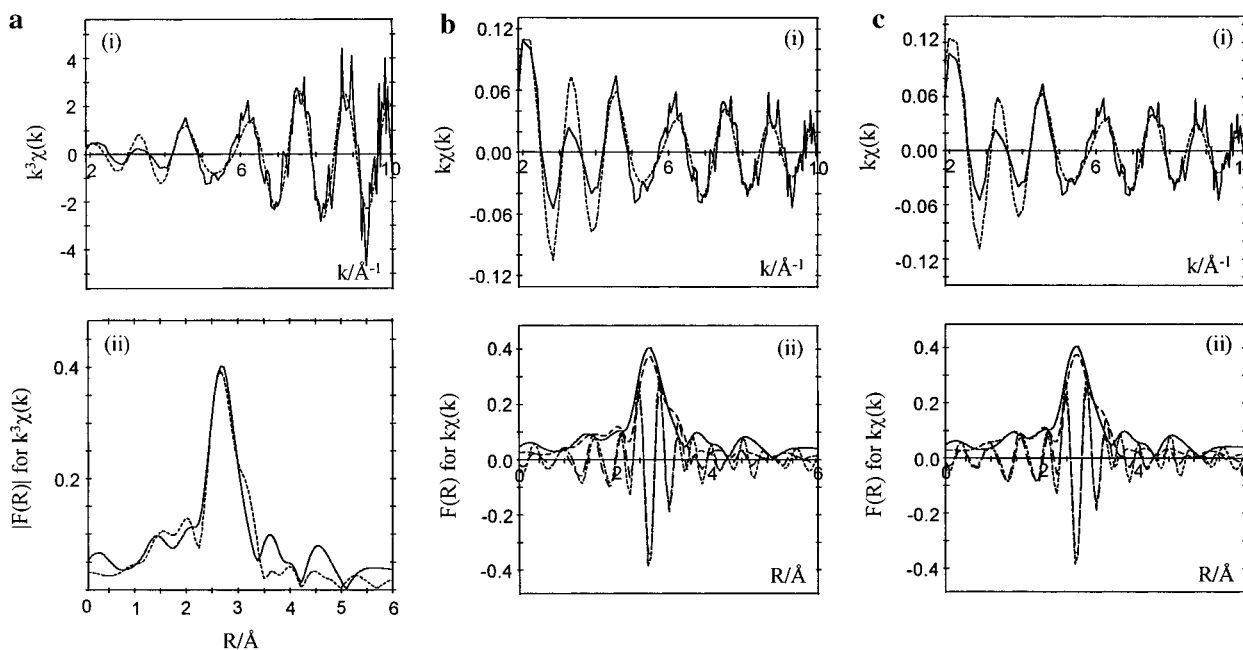 a
(i)
4
2
0
-2
-4
2
6
10
k³χ(k)
k/Å⁻¹
(ii)
0.4
0.2
|F(R)| for k³χ(k)
0 1 2 3 4 5 6
R/Å
b
(i)
0.12
0.06
0.00
-0.06
-0.12
2
6
10
kχ(k)
k/Å⁻¹
(ii)
0.4
0.2
0.0
-0.2
-0.4
0
2
4
6
F(R) for kχ(k)
R/Å
c
(i)
0.12
0.06
0.00
-0.06
-0.12
2
6
10
kχ(k)
k/Å⁻¹
(ii)
0.4
0.2
0.0
-0.2
-0.4
0
2
4
6
F(R) for kχ(k)
R/Å